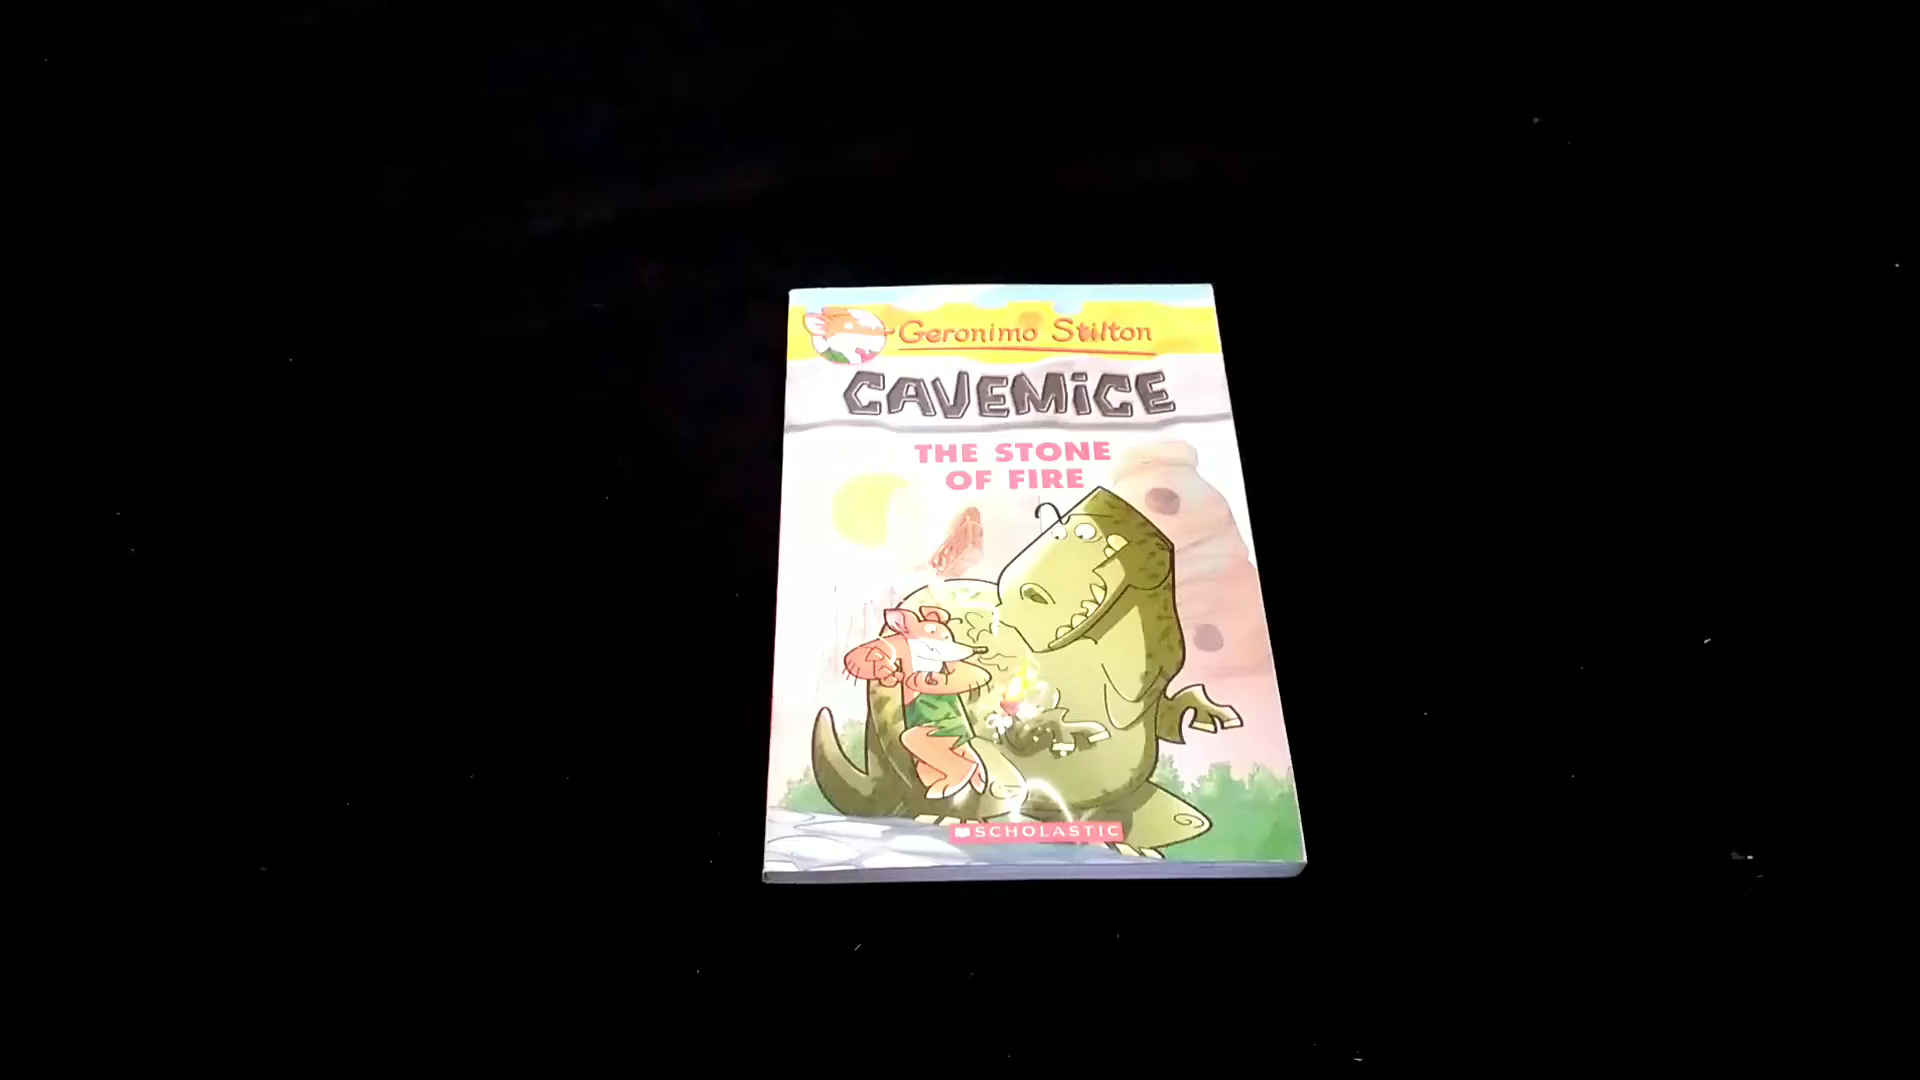 Geronimo Stilton
CAVEMiCE
THE STONE
OF FIRE
SCHOLASTIC